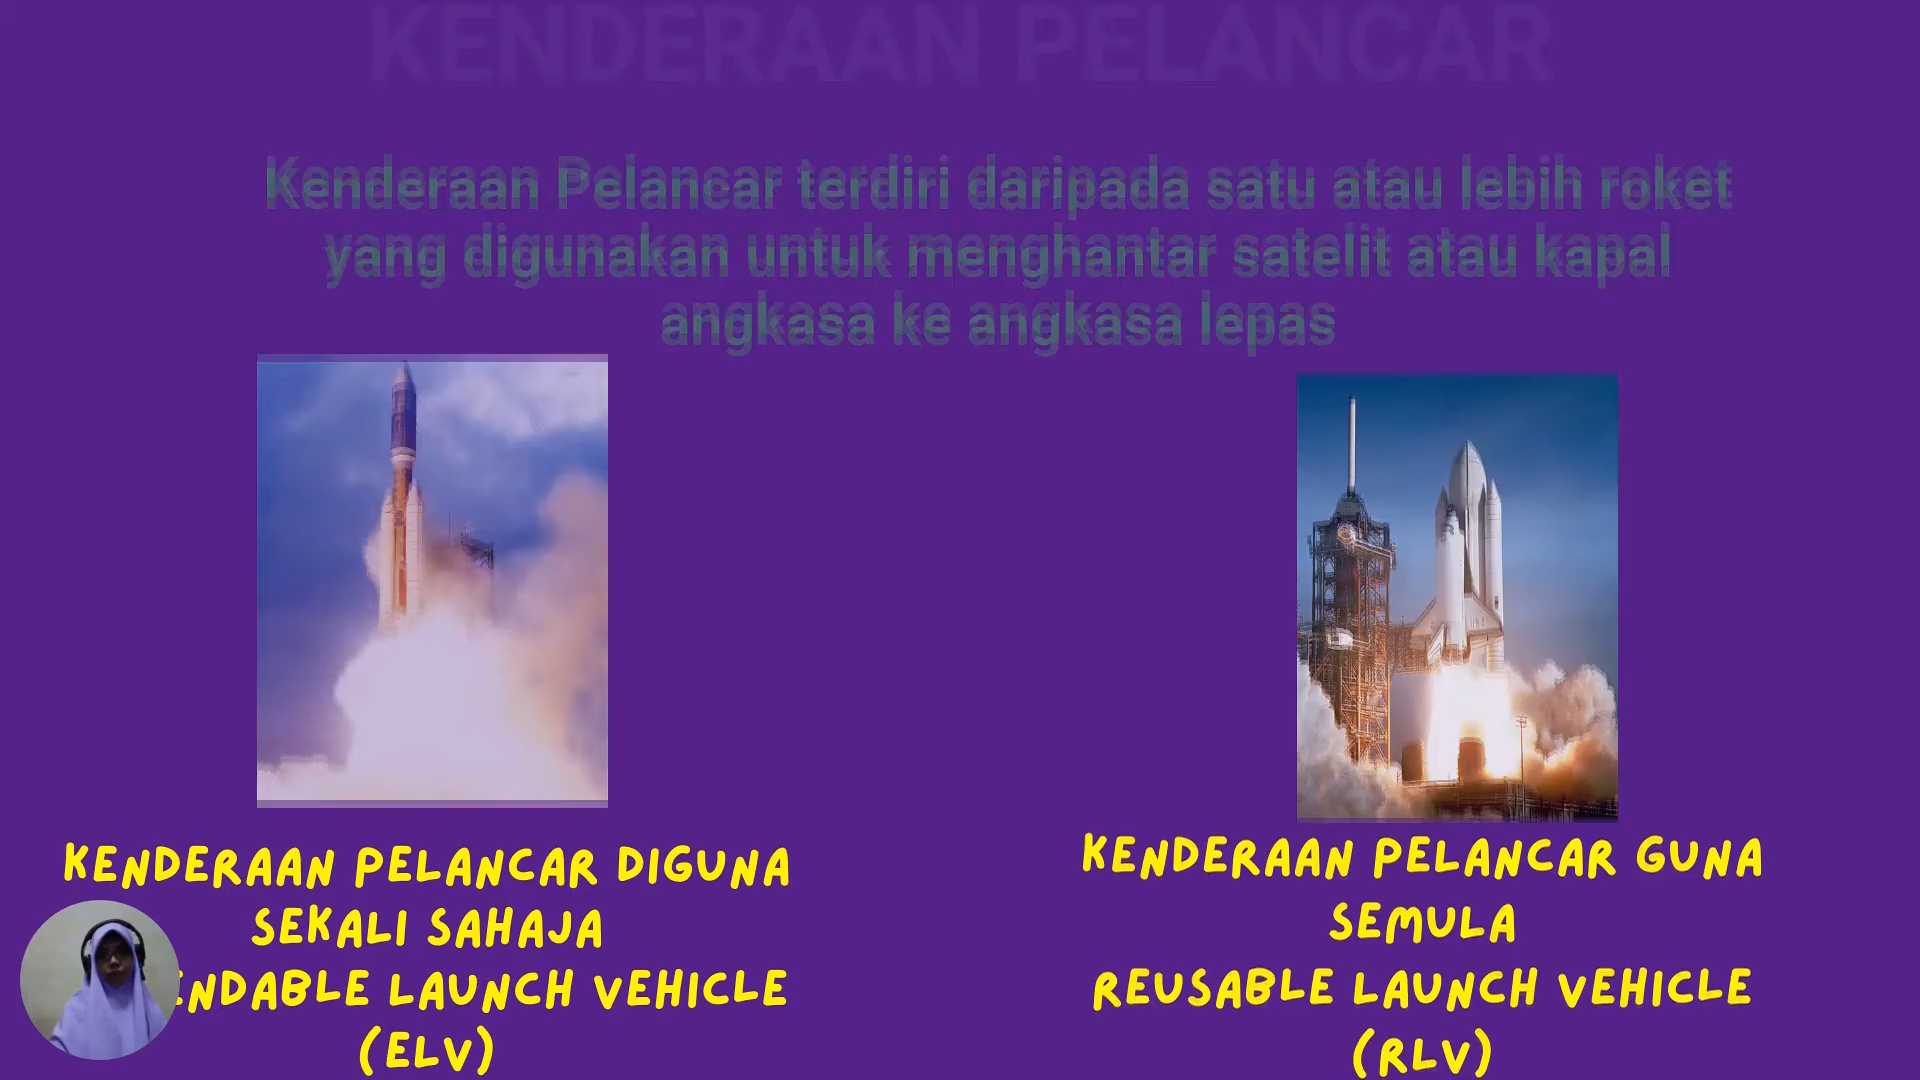 KENDERAAN PELANCAR
Kenderaan Pelancar terdiri daripada satu atau lebih roket
yang digunakan untuk menghantar satelit atau kapal
angkasa ke angkasa lepas
KENDERAAN PELANCAR DIGUNA
SEKALI SAHAJA
ENDABLE LAUNCH VEHICLE
(ELV)
KENDERAAN PELANCAR GUNA
SEMULA
REUSABLE LAUNCH VEHICLE
(RLV)